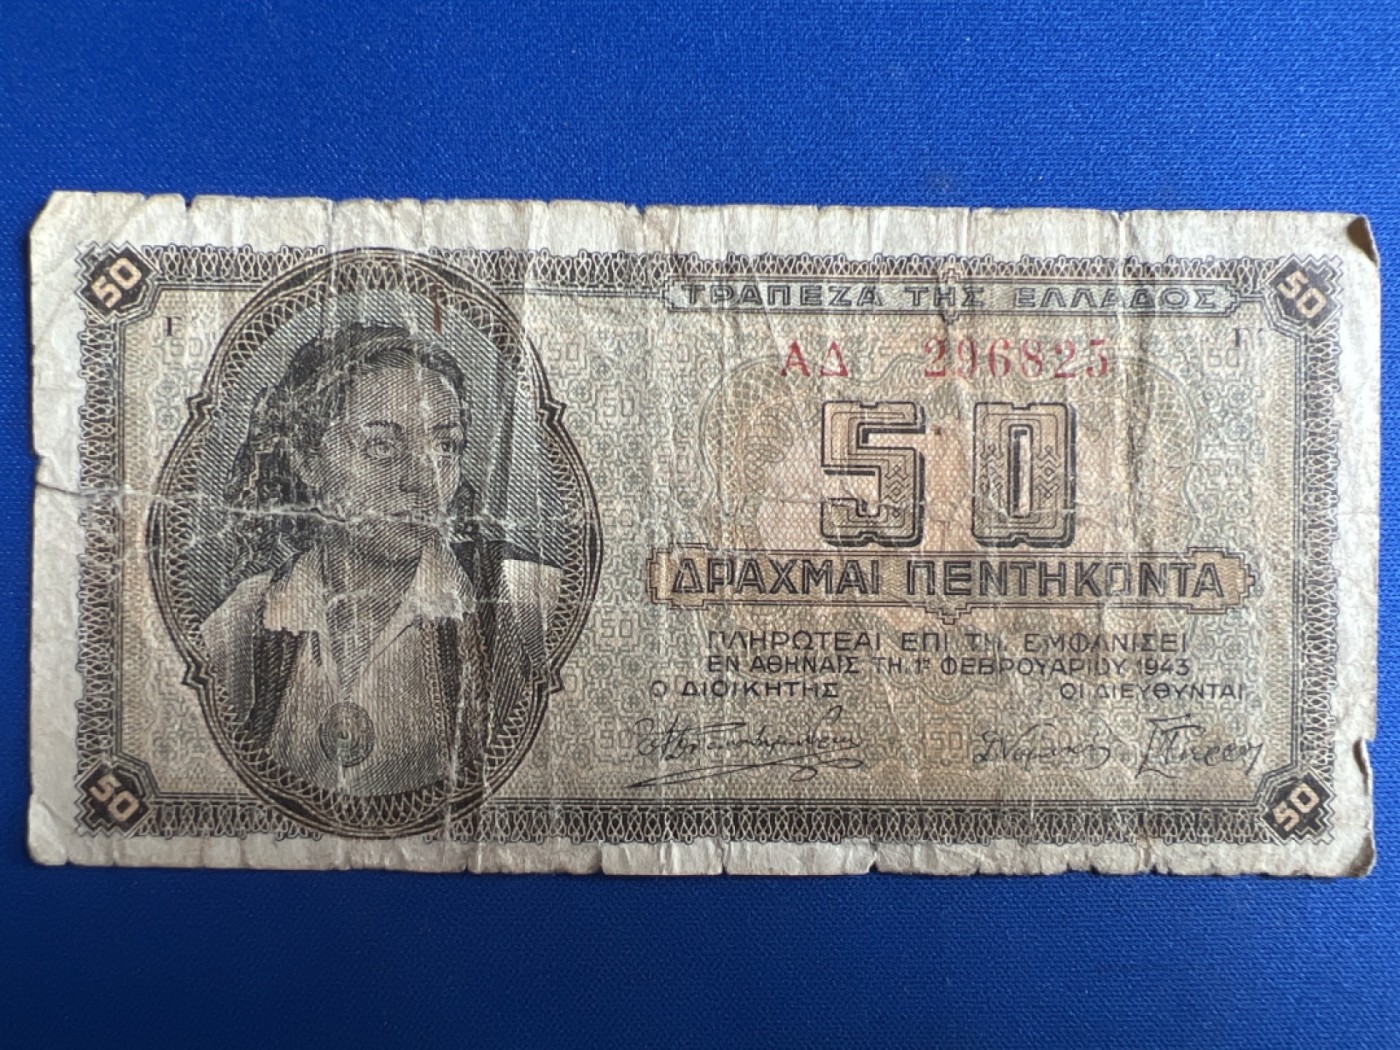 50
50
ΤΡΑΠΕΖΑ ΤΗΣ ΕΛΛΑΔΟΣ
Γ
Γ
ΑΔ 296825
50
ΔΡΑΧΜΑΙ ΠΕΝΤΗΚΟΝΤΑ
ΠΛΗΡΩΤΕΑΙ ΕΠΙ ΤΗ, ΕΜΦΑΝΙΣΕΙ
ΕΝ ΑΘΗΝΑΙΣ ΤΗ, 1ῃ ΦΕΒΡΟΥΑΡΙΟΥ 1943
Ο ΔΙΟΙΚΗΤΗΣ
ΟΙ ΔΙΕΥΘΥΝΤΑΙ
50
50